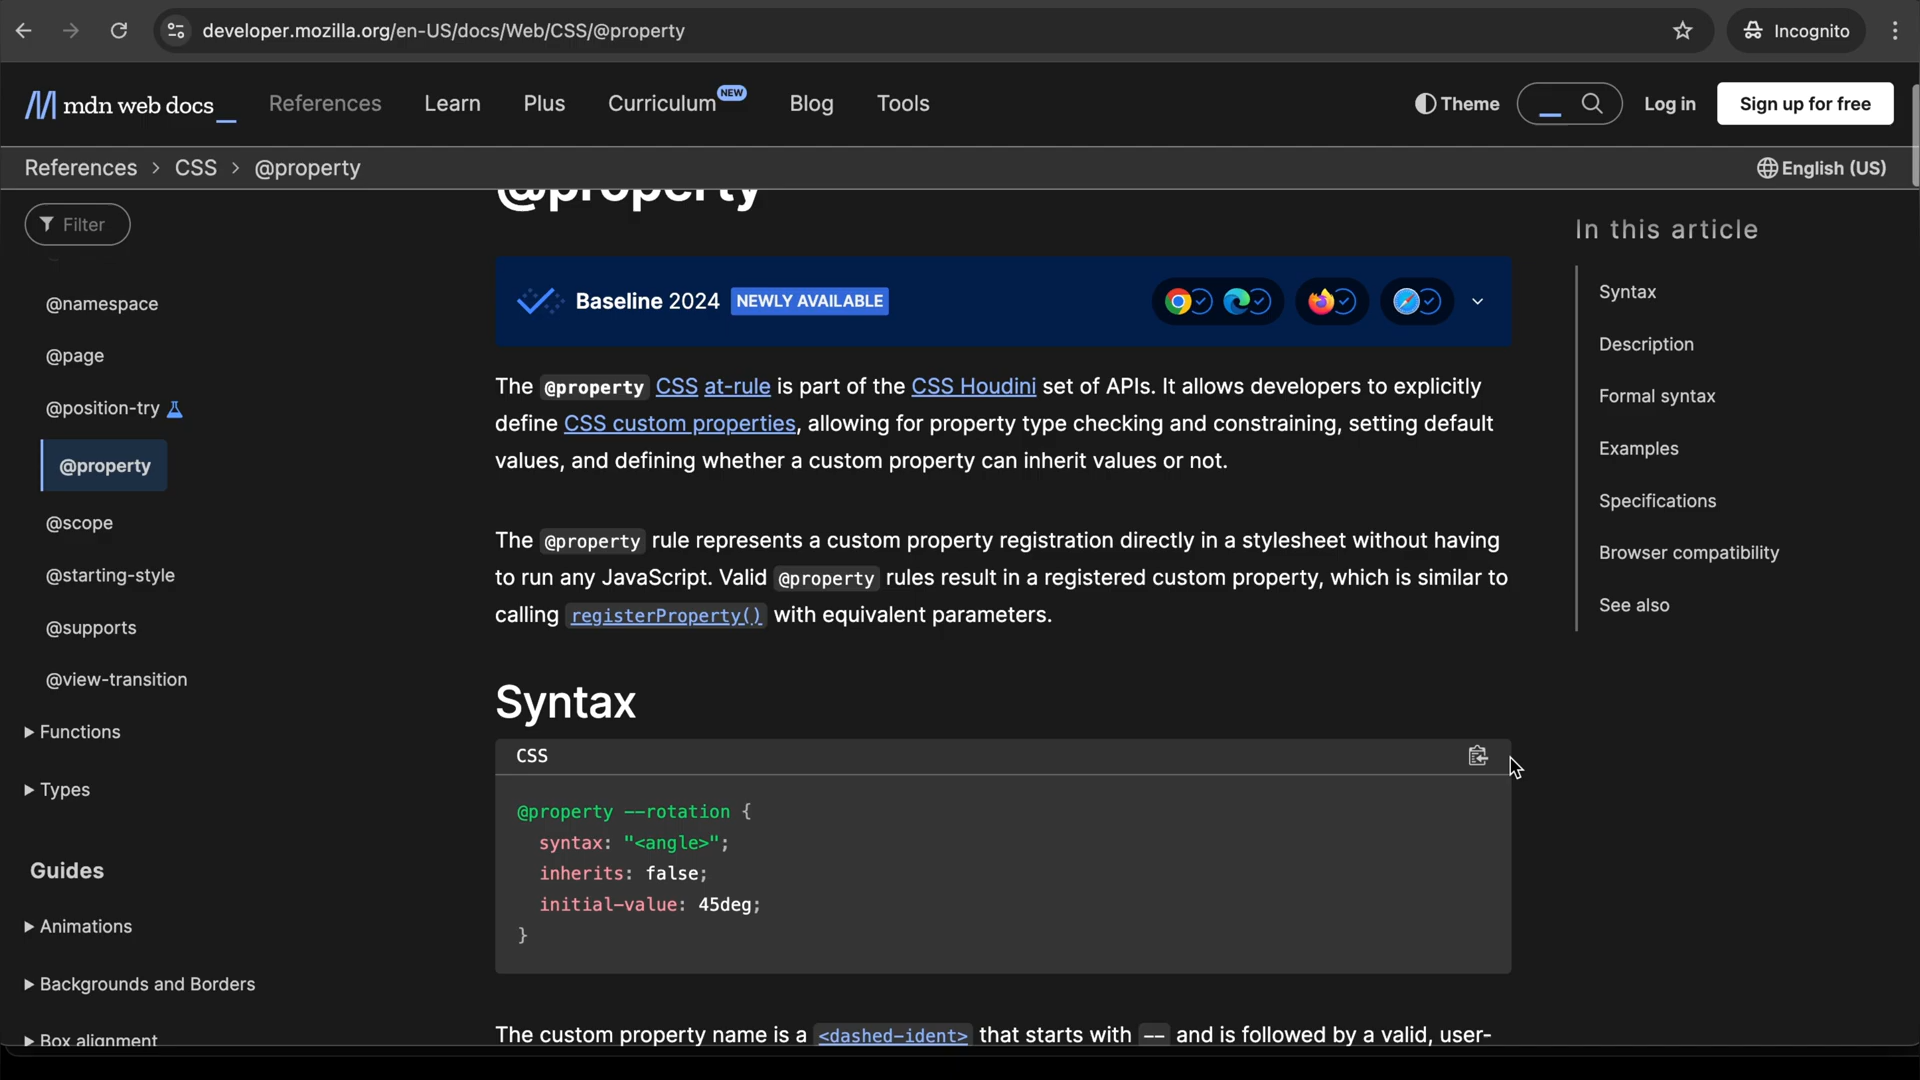 developer.mozilla.org/en-US/docs/Web/CSS/@property
Incognito
mdn web docs
References
Learn
Plus
Curriculum NEW
Blog
Tools
Theme
Log in
Sign up for free
References > CSS > @property
English (US)
Filter
@namespace
@page
@position-try
@property
@scope
@starting-style
@supports
@view-transition
Functions
Types
Guides
Animations
Backgrounds and Borders
Box alignment
@property
Baseline 2024 NEWLY AVAILABLE
The @property CSS at-rule is part of the CSS Houdini set of APIs. It allows developers to explicitly
define CSS custom properties, allowing for property type checking and constraining, setting default
values, and defining whether a custom property can inherit values or not.
The @property rule represents a custom property registration directly in a stylesheet without having
to run any JavaScript. Valid @property rules result in a registered custom property, which is similar to
calling registerProperty() with equivalent parameters.
Syntax
CSS
@property --rotation {
syntax: "<angle>";
inherits: false;
initial-value: 45deg;
}
The custom property name is a <dashed-ident> that starts with -- and is followed by a valid, user-
In this article
Syntax
Description
Formal syntax
Examples
Specifications
Browser compatibility
See also